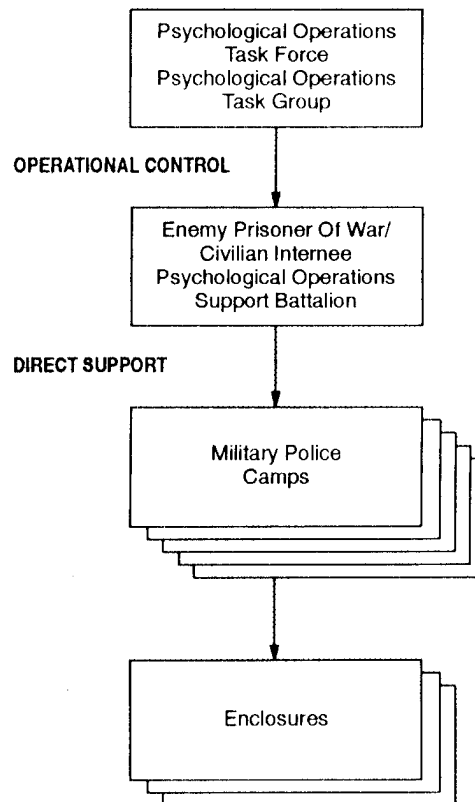 Psychological Operations
Task Force
Psychological Operations
Task Group
OPERATIONAL CONTROL
Enemy Prisoner Of War/
Civilian Internee
Psychological Operations
Support Battalion
DIRECT SUPPORT
Military Police
Camps
Enclosures